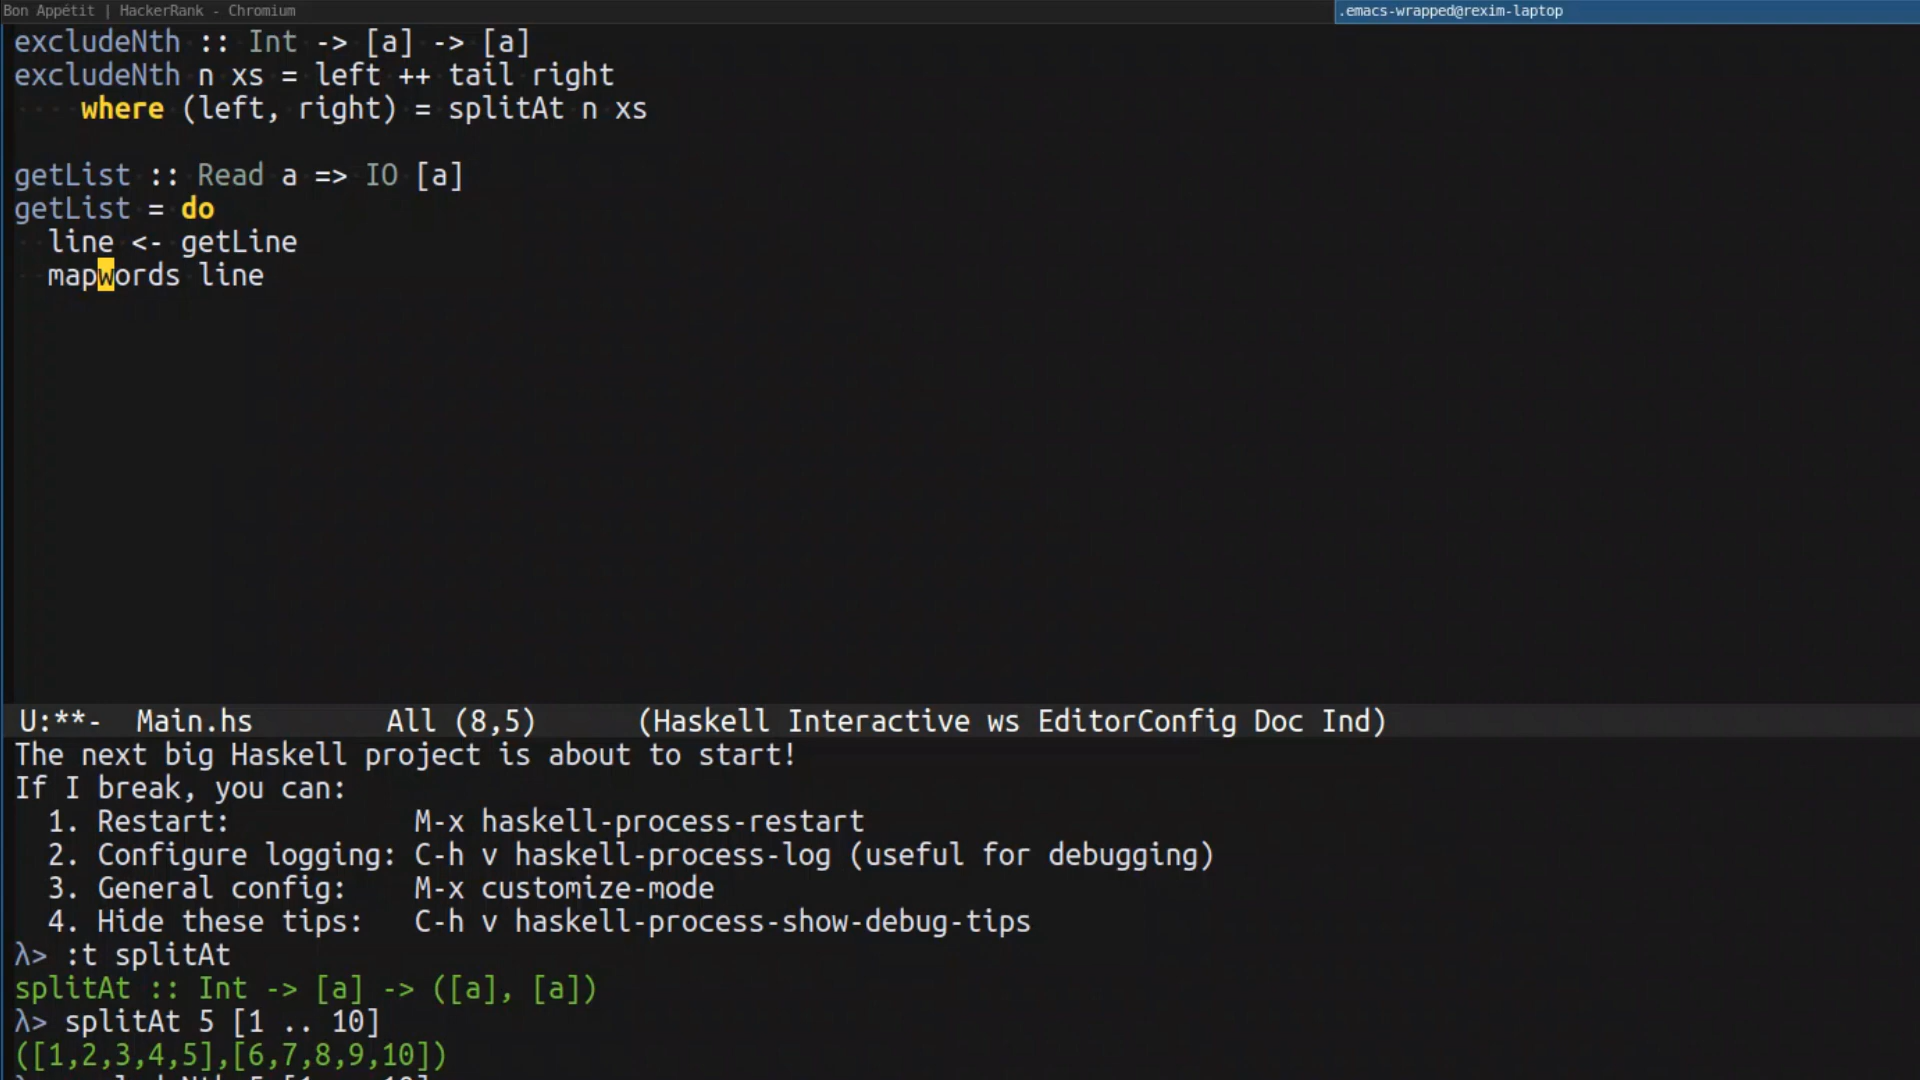 Bon Appétit | HackerRank - Chromium
.emacs-wrapped@rexim-laptop
excludeNth :: Int -> [a] -> [a]
excludeNth n xs = left ++ tail right
    where (left, right) = splitAt n xs

getList :: Read a => IO [a]
getList = do
  line <- getLine
  mapwords line
U:**-  Main.hs        All (8,5)      (Haskell Interactive ws EditorConfig Doc Ind)
The next big Haskell project is about to start!
If I break, you can:
  1. Restart:           M-x haskell-process-restart
  2. Configure logging: C-h v haskell-process-log (useful for debugging)
  3. General config:    M-x customize-mode
  4. Hide these tips:   C-h v haskell-process-show-debug-tips
λ> :t splitAt
splitAt :: Int -> [a] -> ([a], [a])
λ> splitAt 5 [1 .. 10]
([1,2,3,4,5],[6,7,8,9,10])